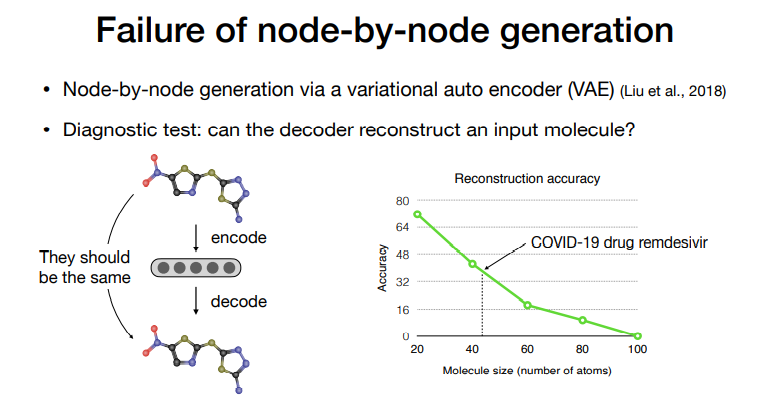 Failure of node-by-node generation
• Node-by-node generation via a variational auto encoder (VAE) (Liu et al., 2018)
• Diagnostic test: can the decoder reconstruct an input molecule?
They should
be the same
encode
decode
Reconstruction accuracy
Accuracy
80
64
48
32
16
0
COVID-19 drug remdesivir
20 40 60 80 100
Molecule size (number of atoms)